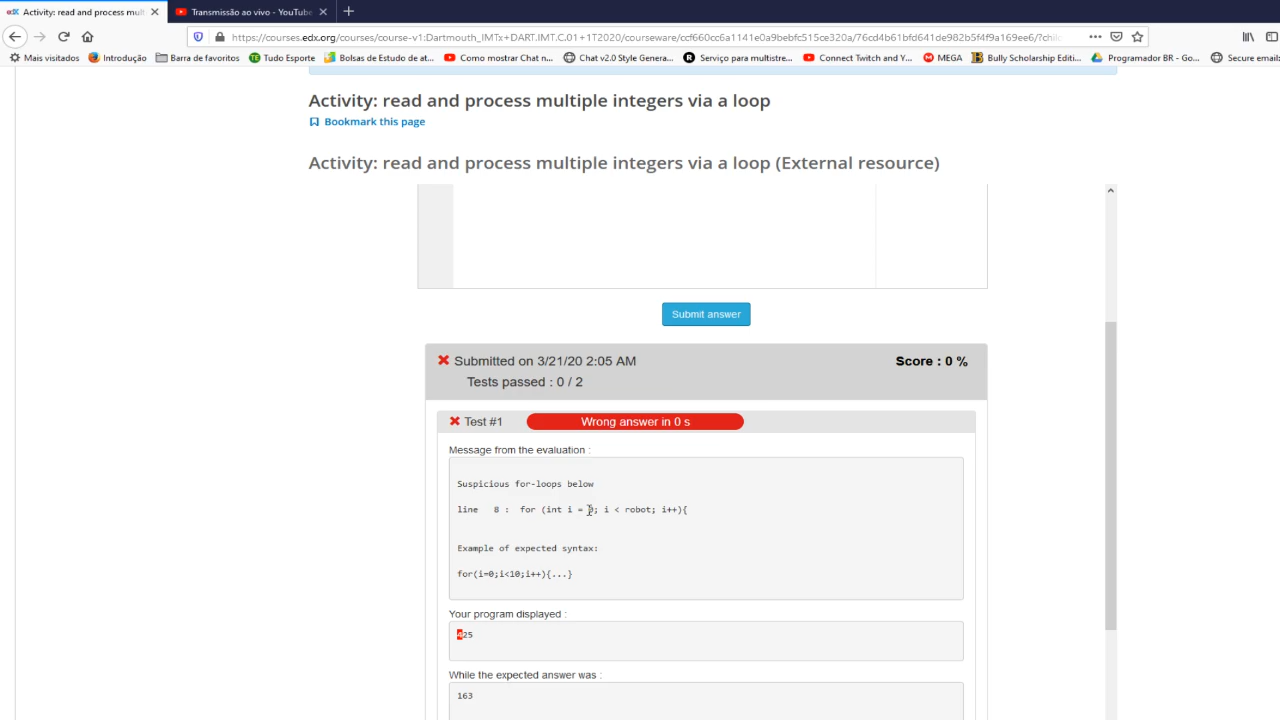 Activity: read and process mult
Transmissão ao vivo - YouTube
https://courses.edx.org/courses/course-v1:Dartmouth_IMTx+DART.IMT.C.01+1T2020/courseware/ccf660cc6a1141e0a9bebfc515ce320a/76cd4b61bfd641de982b5f4f9a169ee6/?chil
Mais visitados Introdução Barra de favoritos TE Tudo Esporte Bolsas de Estudo de at... Como mostrar Chat n... Chat v2.0 Style Genera... R Serviço para multistre... Connect Twitch and Y... M MEGA Bully Scholarship Editi... Programador BR - Go... Secure email:
Activity: read and process multiple integers via a loop
Bookmark this page
Activity: read and process multiple integers via a loop (External resource)
Submit answer
Submitted on 3/21/20 2:05 AM Score : 0 %
Tests passed : 0 / 2
Test #1 Wrong answer in 0 s
Message from the evaluation :
Suspicious for-loops below
line 8 : for (int i = 0; i < robot; i++){
Example of expected syntax:
for(i=0;i<10;i++){...}
Your program displayed :
425
While the expected answer was :
163